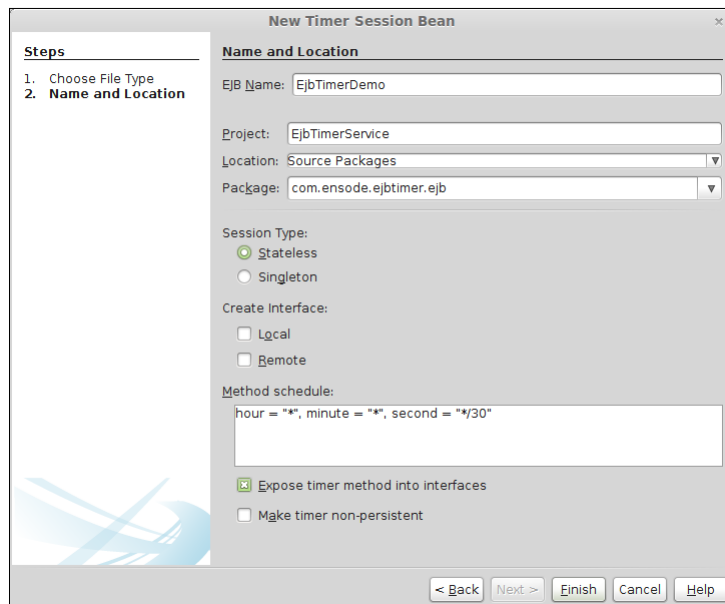 New Timer Session Bean
Steps
1. Choose File Type
2. Name and Location
Name and Location
EJB Name: EjbTimerDemo
Project: EjbTimerService
Location: Source Packages
Package: com.ensode.ejbtimer.ejb
Session Type:
Stateless
Singleton
Create Interface:
Local
Remote
Method schedule:
hour = "*", minute = "*", second = "*/30"
Expose timer method into interfaces
Make timer non-persistent
< Back Next > Finish Cancel Help